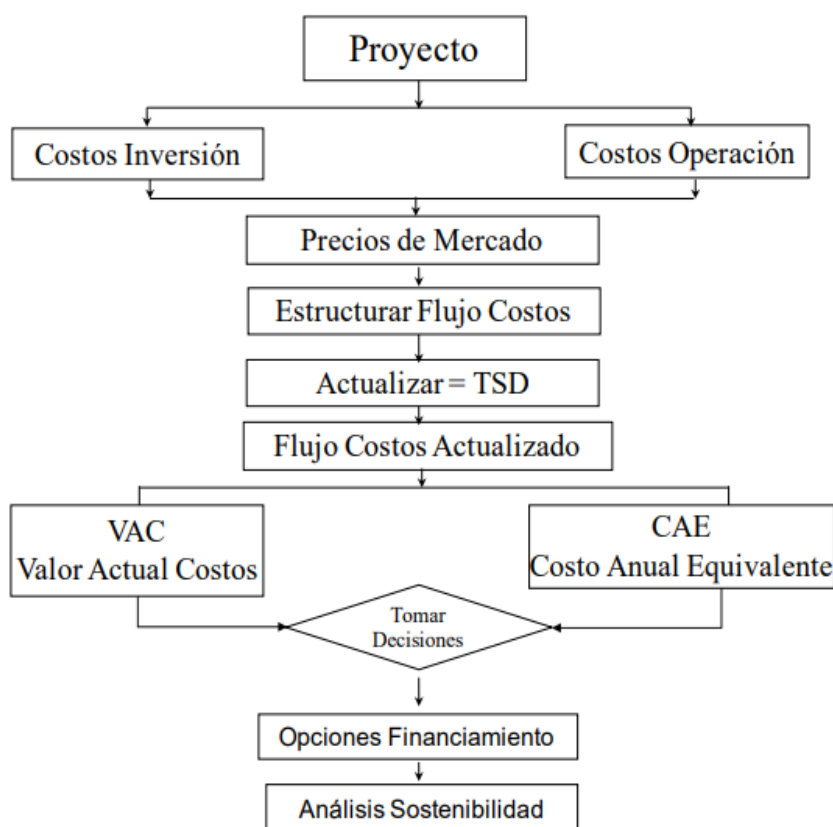 Proyecto
Costos Inversión
Costos Operación
Precios de Mercado
Estructurar Flujo Costos
Actualizar = TSD
Flujo Costos Actualizado
VAC
Valor Actual Costos
CAE
Costo Anual Equivalente
Tomar
Decisiones
Opciones Financiamiento
Análisis Sostenibilidad